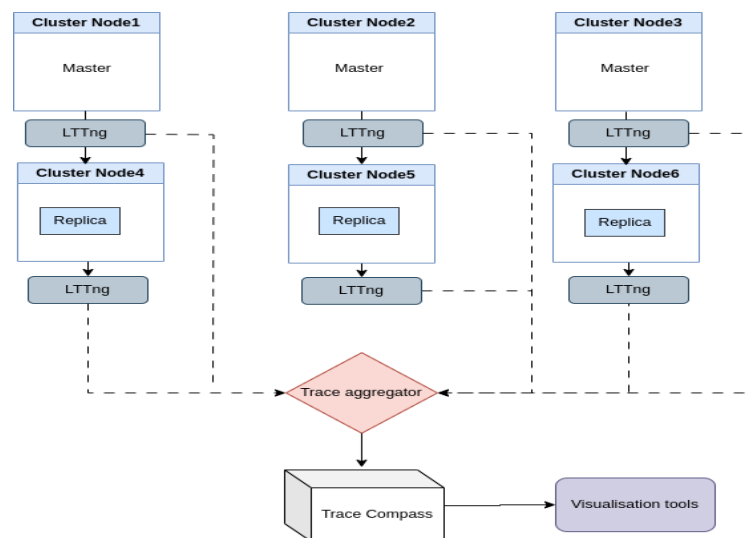 Cluster Node1
Cluster Node2
Cluster Node3
Master
Master
Master
LTTng
LTTng
LTTng
Cluster Node4
Cluster Node5
Cluster Node6
Replica
Replica
Replica
LTTng
LTTng
LTTng
Trace aggregator
Trace Compass
Visualisation tools